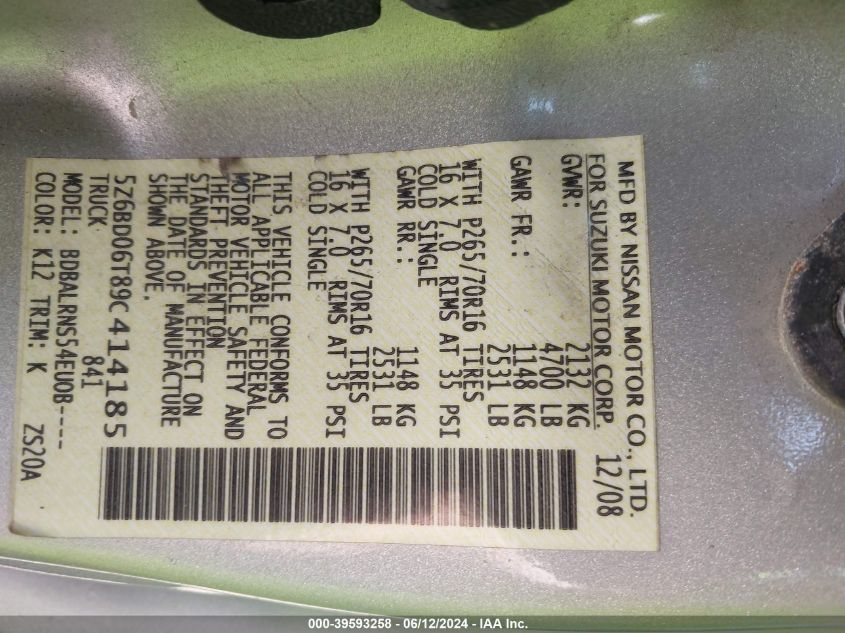 MFD BY NISSAN MOTOR CO., LTD.
FOR SUZUKI MOTOR CORP. 12/08
GVWR: 2132 KG
4700 LB
GAWR FR.: 1148 KG
2531 LB
WITH P265/70R16 TIRES
16 X 7.0 RIMS AT 35 PSI
COLD SINGLE
GAWR RR.: 1148 KG
2531 LB
WITH P265/70R16 TIRES
16 X 7.0 RIMS AT 35 PSI
COLD SINGLE
THIS VEHICLE CONFORMS TO
ALL APPLICABLE FEDERAL
MOTOR VEHICLE SAFETY AND
THEFT PREVENTION
STANDARDS IN EFFECT ON
THE DATE OF MANUFACTURE
SHOWN ABOVE.
5Z6BD06T89C414185
TRUCK 841
MODEL: BDBALRNS54EUOB----
COLOR: K12 TRIM: K ZS20A
000-39593258 - 06/12/2024 - IAA Inc.